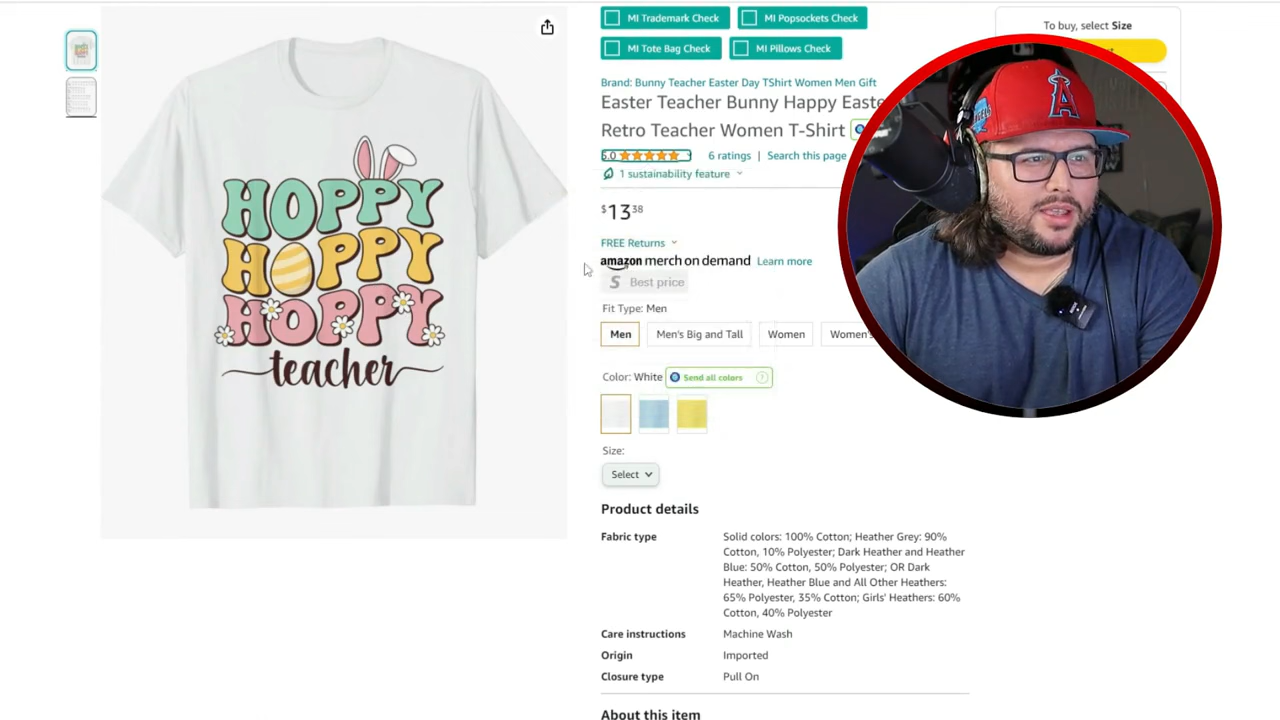 MI Trademark Check
MI Popsockets Check
MI Tote Bag Check
MI Pillows Check
To buy, select Size
Brand: Bunny Teacher Easter Day TShirt Women Men Gift
Easter Teacher Bunny Happy Easte
Retro Teacher Women T-Shirt
5.0
6 ratings | Search this page
1 sustainability feature
$13 38
FREE Returns
amazon merch on demand Learn more
S Best price
Fit Type: Men
Men
Men's Big and Tall
Women
Women's
Color: White
Send all colors ?
Size:
Select
Product details
Fabric type
Solid colors: 100% Cotton; Heather Grey: 90%
Cotton, 10% Polyester; Dark Heather and Heather
Blue: 50% Cotton, 50% Polyester; OR Dark
Heather, Heather Blue and All Other Heathers:
65% Polyester, 35% Cotton; Girls' Heathers: 60%
Cotton, 40% Polyester
Care instructions
Machine Wash
Origin
Imported
Closure type
Pull On
About this item
HOPPY
HOPPY
HOPPY
teacher
A